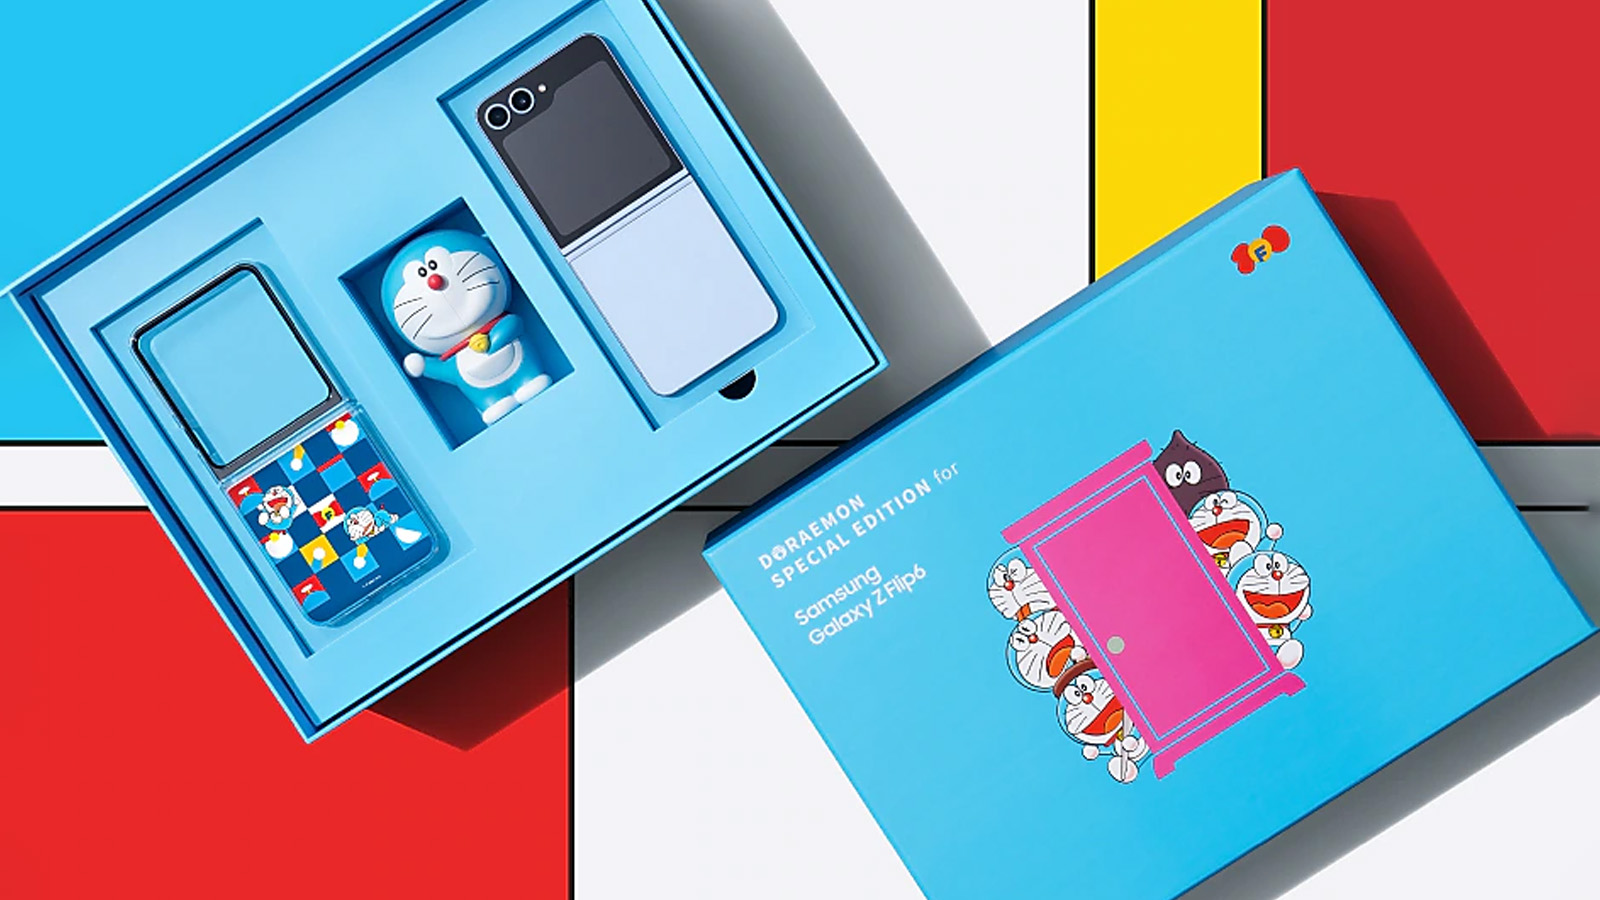 DORAEMON
SPECIAL EDITION for
Samsung
Galaxy Z Flip6
F